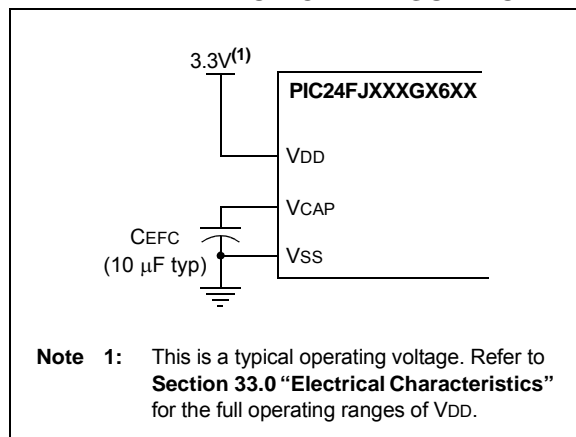 3.3V(1)
PIC24FJXXXGX6XX
VDD
VCAP
CEFC
(10 μF typ)
VSS
Note 1: This is a typical operating voltage. Refer to
Section 33.0 “Electrical Characteristics”
for the full operating ranges of VDD.